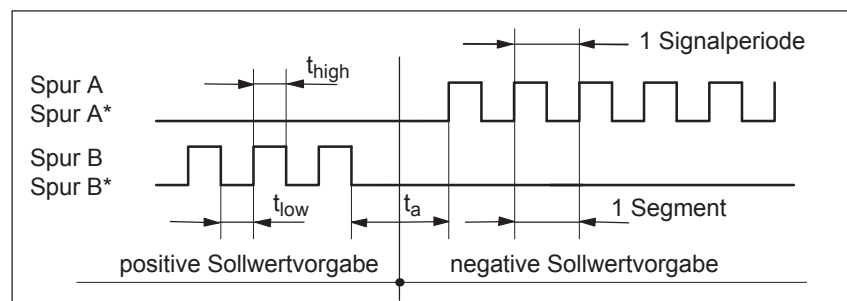 1 Signalperiode
t_high
Spur A
Spur A*
Spur B
Spur B*
t_low
t_a
1 Segment
positive Sollwertvorgabe
negative Sollwertvorgabe